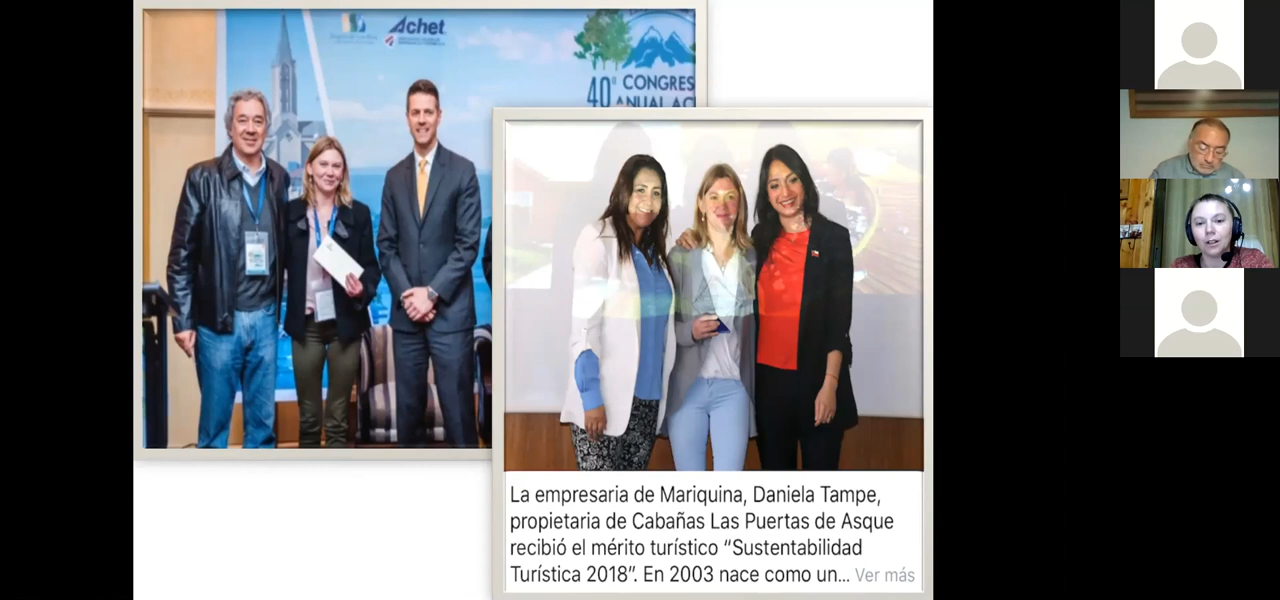 Achet
40° CONGRES
ANUAL AC
La empresaria de Mariquina, Daniela Tampe,
propietaria de Cabañas Las Puertas de Asque
recibió el mérito turístico “Sustentabilidad
Turística 2018”. En 2003 nace como un... Ver más